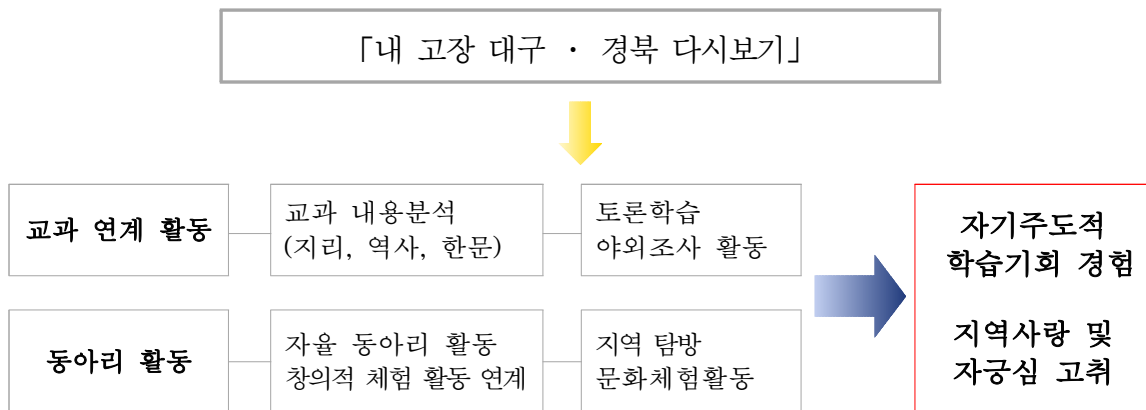 「내 고장 대구 · 경북 다시보기」
교과 연계 활동
교과 내용분석
(지리, 역사, 한문)
토론학습
야외조사 활동
동아리 활동
자율 동아리 활동
창의적 체험 활동 연계
지역 탐방
문화체험활동
자기주도적
학습기회 경험
지역사랑 및
자긍심 고취